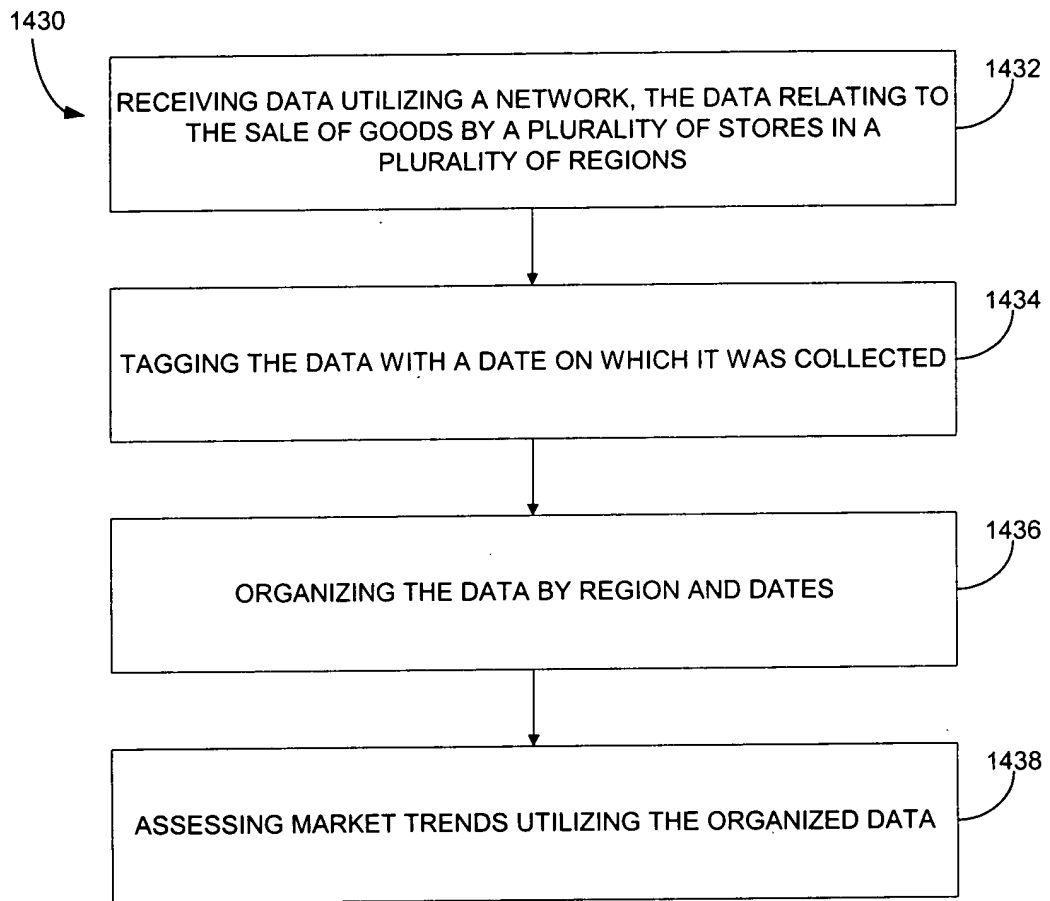 1430
1432
RECEIVING DATA UTILIZING A NETWORK, THE DATA RELATING TO
THE SALE OF GOODS BY A PLURALITY OF STORES IN A
PLURALITY OF REGIONS
1434
TAGGING THE DATA WITH A DATE ON WHICH IT WAS COLLECTED
1436
ORGANIZING THE DATA BY REGION AND DATES
1438
ASSESSING MARKET TRENDS UTILIZING THE ORGANIZED DATA